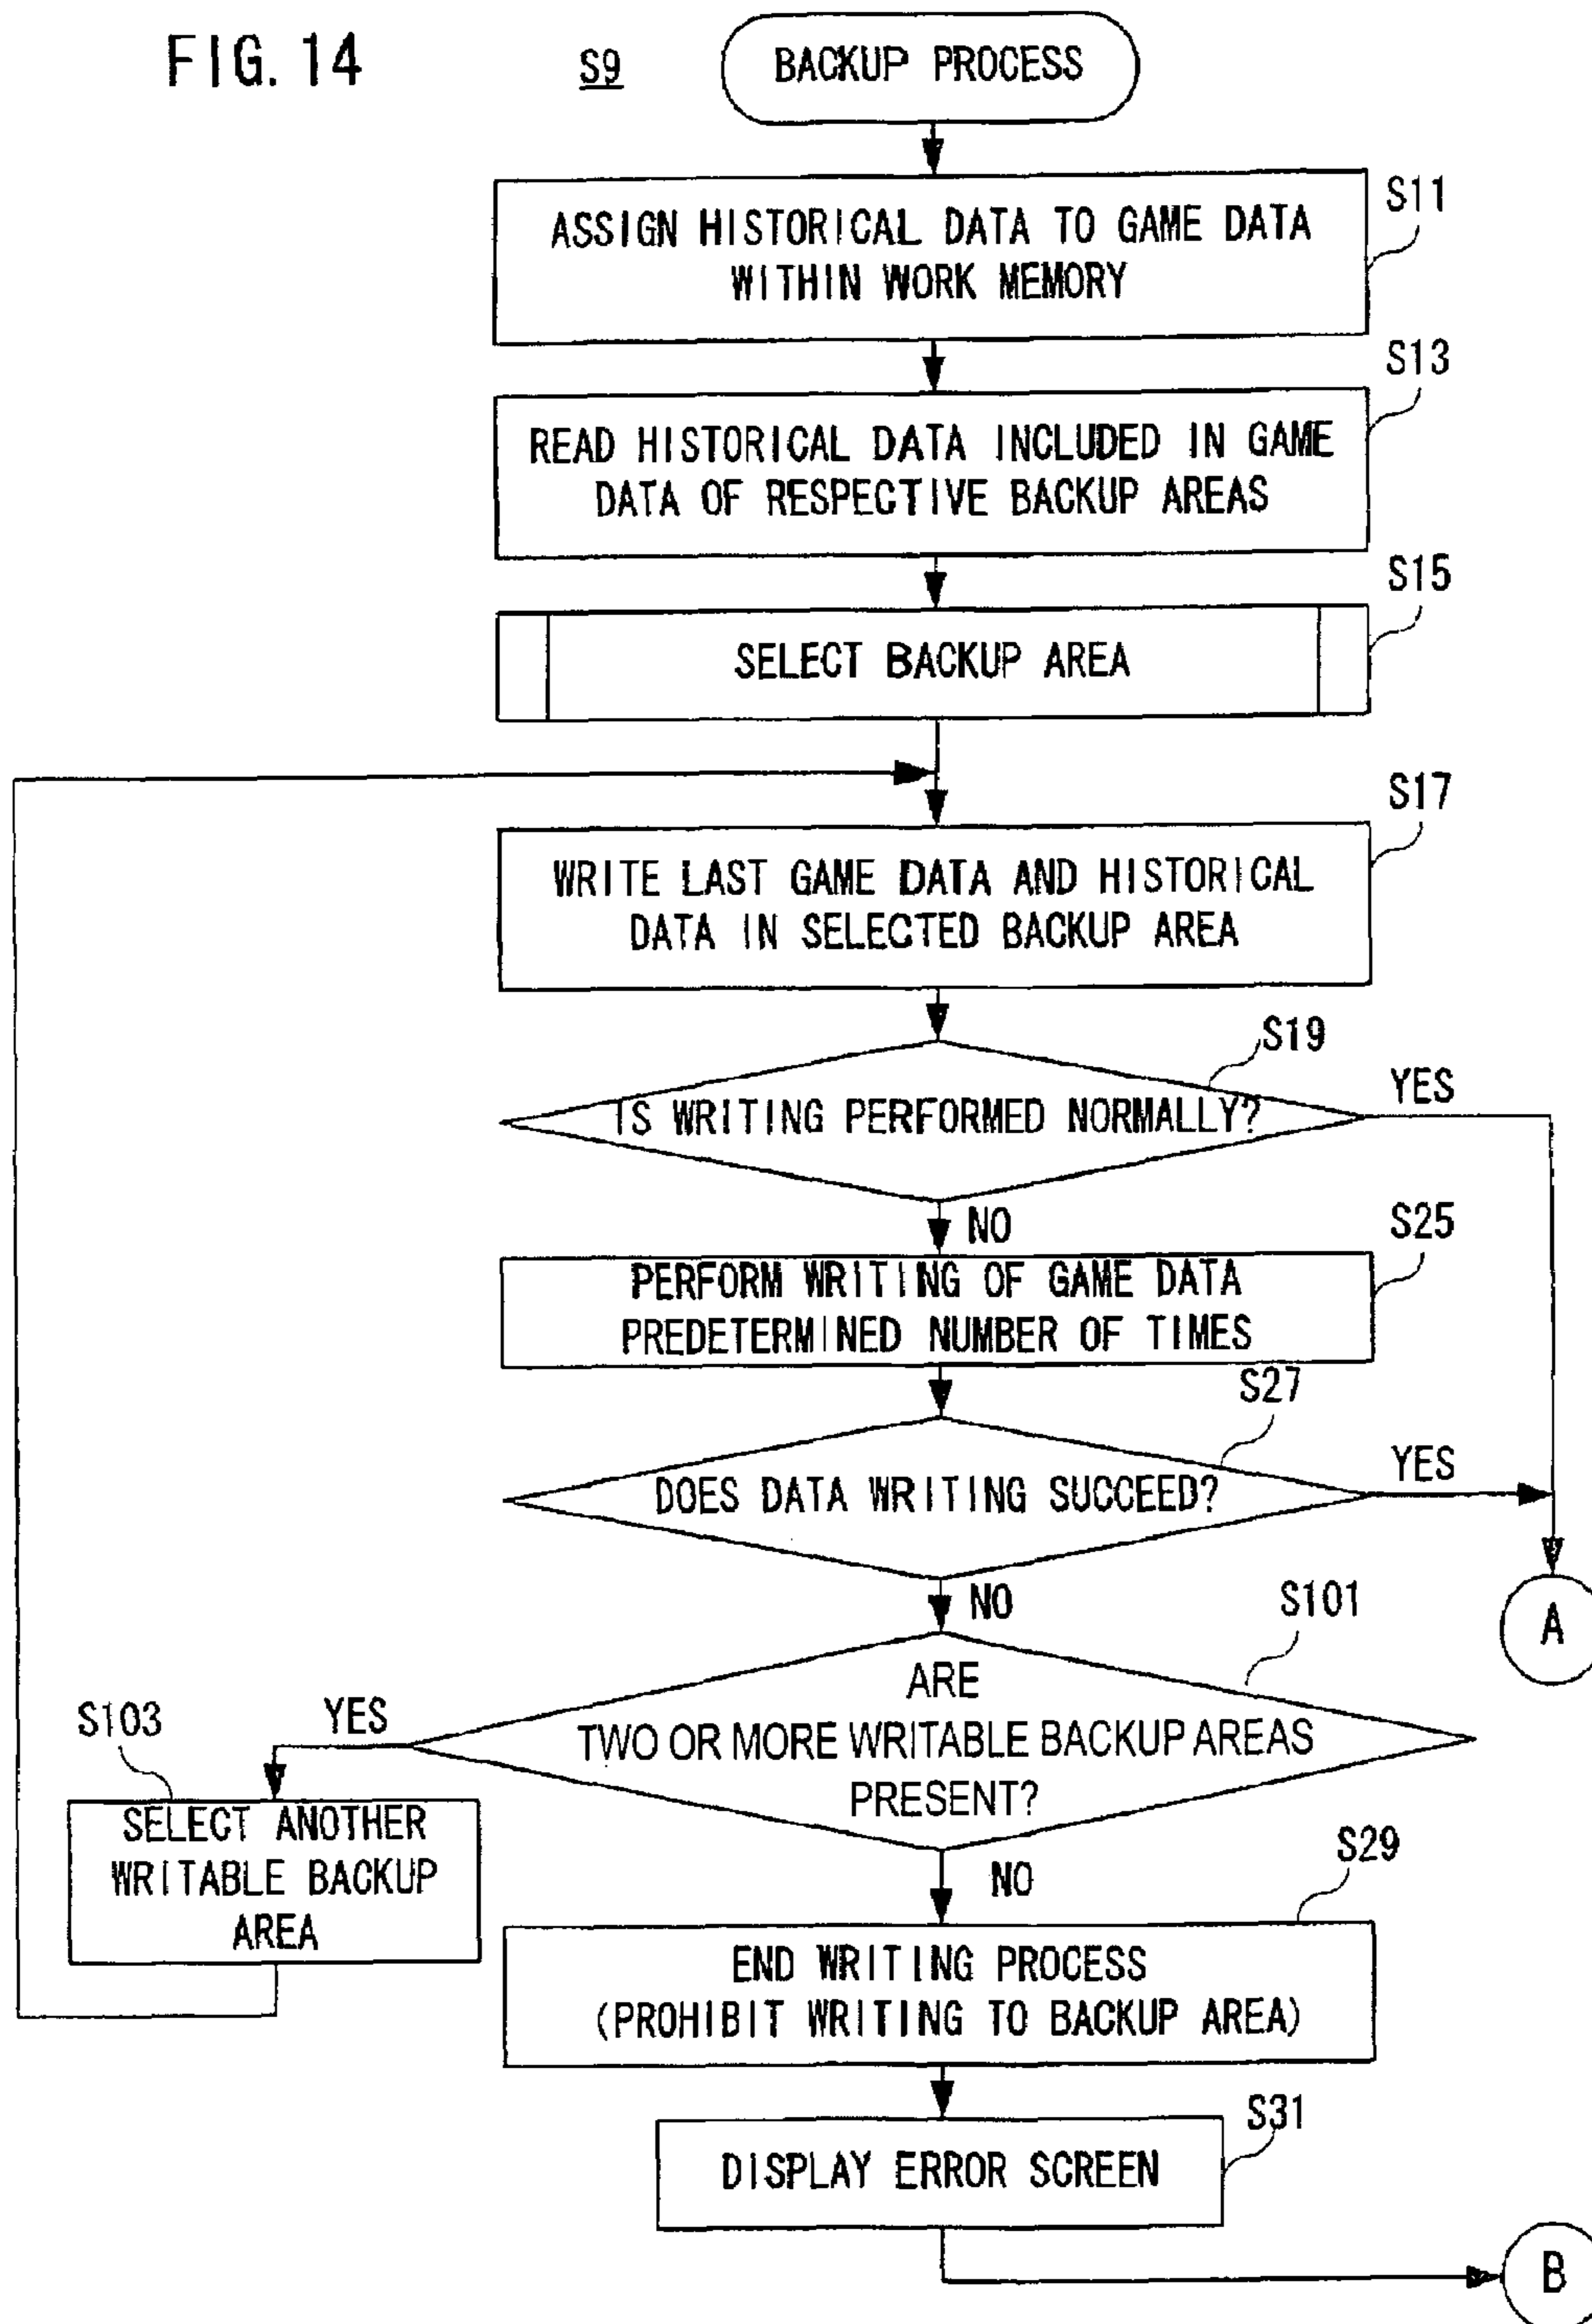 FIG. 14
S9
BACKUP PROCESS
S11
ASSIGN HISTORICAL DATA TO GAME DATA
WITHIN WORK MEMORY
S13
READ HISTORICAL DATA INCLUDED IN GAME
DATA OF RESPECTIVE BACKUP AREAS
S15
SELECT BACKUP AREA
S17
WRITE LAST GAME DATA AND HISTORICAL
DATA IN SELECTED BACKUP AREA
S19
IS WRITING PERFORMED NORMALLY?
YES
NO
S25
PERFORM WRITING OF GAME DATA
PREDETERMINED NUMBER OF TIMES
S27
DOES DATA WRITING SUCCEED?
YES
NO
A
S101
ARE
TWO OR MORE WRITABLE BACKUP AREAS
PRESENT?
YES
S103
SELECT ANOTHER
WRITABLE BACKUP
AREA
NO
S29
END WRITING PROCESS
(PROHIBIT WRITING TO BACKUP AREA)
S31
DISPLAY ERROR SCREEN
B